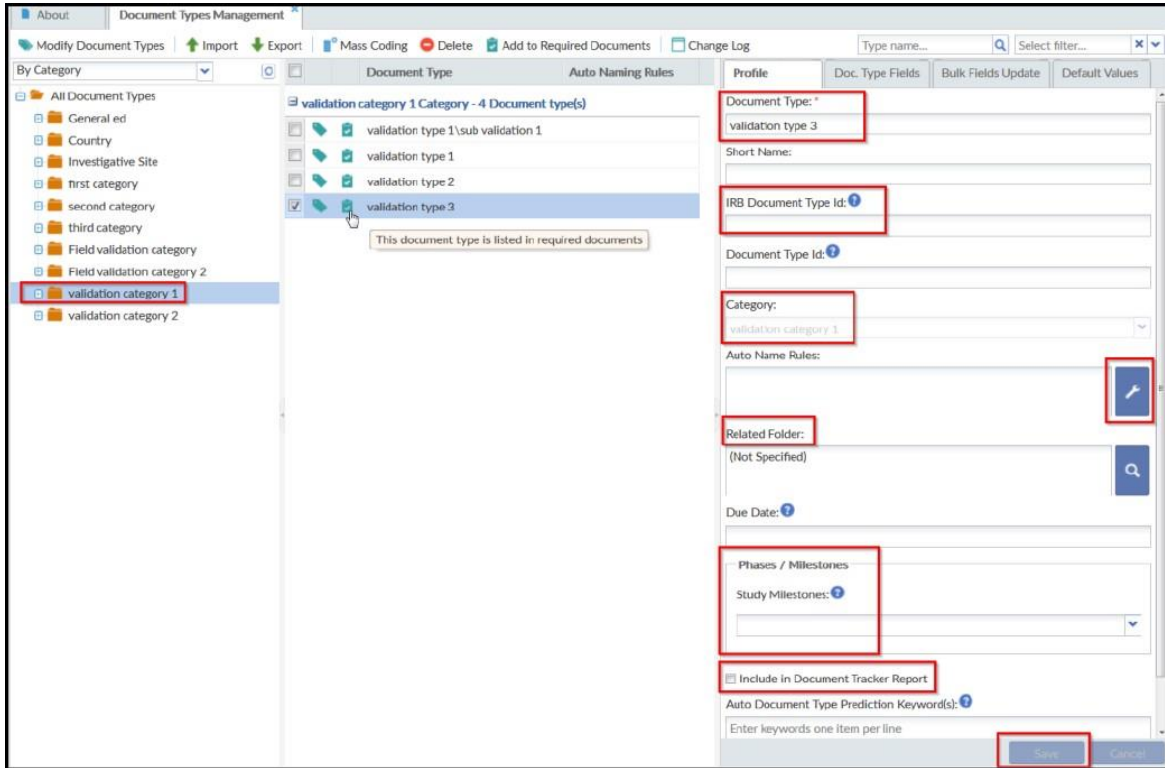 About
Document Types Management
Modify Document Types Import Export Mass Coding Delete Add to Required Documents Change Log Type name... Select filter...
By Category
All Document Types
General ed
Country
Investigative Site
first category
second category
third category
Field validation category
Field validation category 2
validation category 1
validation category 2
Document Type Auto Naming Rules
validation category 1 Category - 4 Document type(s)
validation type 1\sub validation 1
validation type 1
validation type 2
validation type 3
This document type is listed in required documents
Profile Doc. Type Fields Bulk Fields Update Default Values
Document Type: *
validation type 3
Short Name:
IRB Document Type Id:
Document Type Id:
Category:
validation category 1
Auto Name Rules:
Related Folder:
(Not Specified)
Due Date:
Phases / Milestones
Study Milestones:
Include in Document Tracker Report
Auto Document Type Prediction Keyword(s):
Enter keywords one item per line
Save Cancel